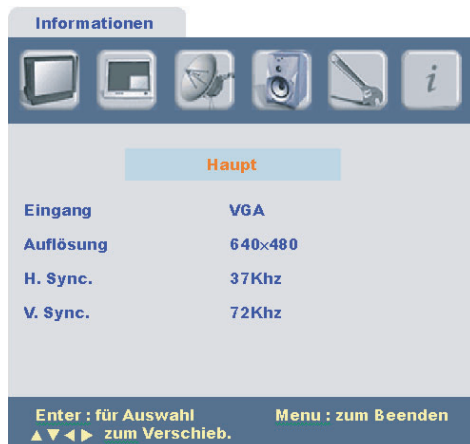 Informationen
i
Haupt
Eingang VGA
Auflösung 640×480
H. Sync. 37Khz
V. Sync. 72Khz
Enter : für Auswahl Menu : zum Beenden
▲▼◄► zum Verschieb.